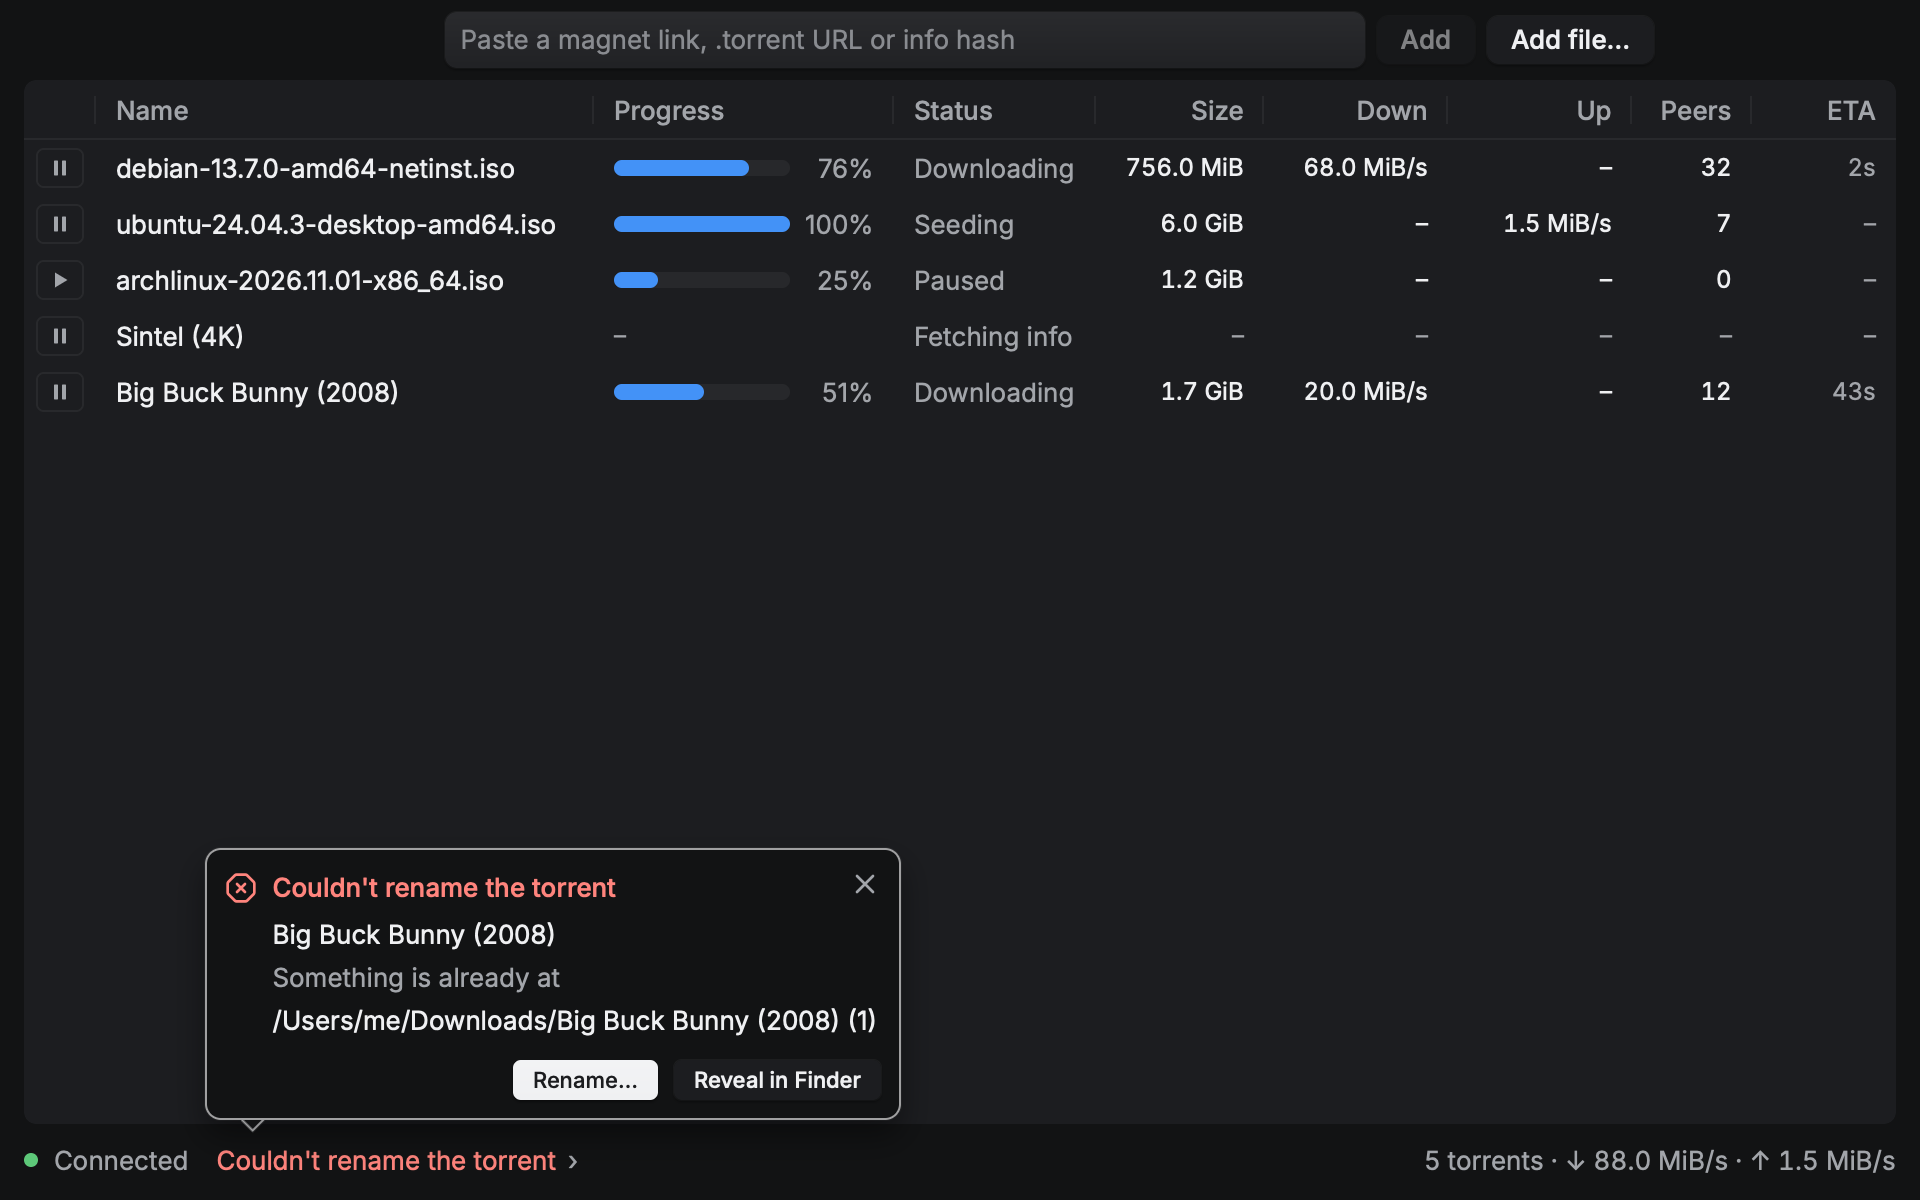 Paste a magnet link, .torrent URL or info hash
Add
Add file...
Name Progress Status Size Down Up Peers ETA
debian-13.7.0-amd64-netinst.iso 76% Downloading 756.0 MiB 68.0 MiB/s – 32 2s
ubuntu-24.04.3-desktop-amd64.iso 100% Seeding 6.0 GiB – 1.5 MiB/s 7 –
archlinux-2026.11.01-x86_64.iso 25% Paused 1.2 GiB – – 0 –
Sintel (4K) – Fetching info – – – – –
Big Buck Bunny (2008) 51% Downloading 1.7 GiB 20.0 MiB/s – 12 43s
Couldn't rename the torrent
Big Buck Bunny (2008)
Something is already at
/Users/me/Downloads/Big Buck Bunny (2008) (1)
Rename... Reveal in Finder
Connected Couldn't rename the torrent ›
5 torrents · ↓ 88.0 MiB/s · ↑ 1.5 MiB/s